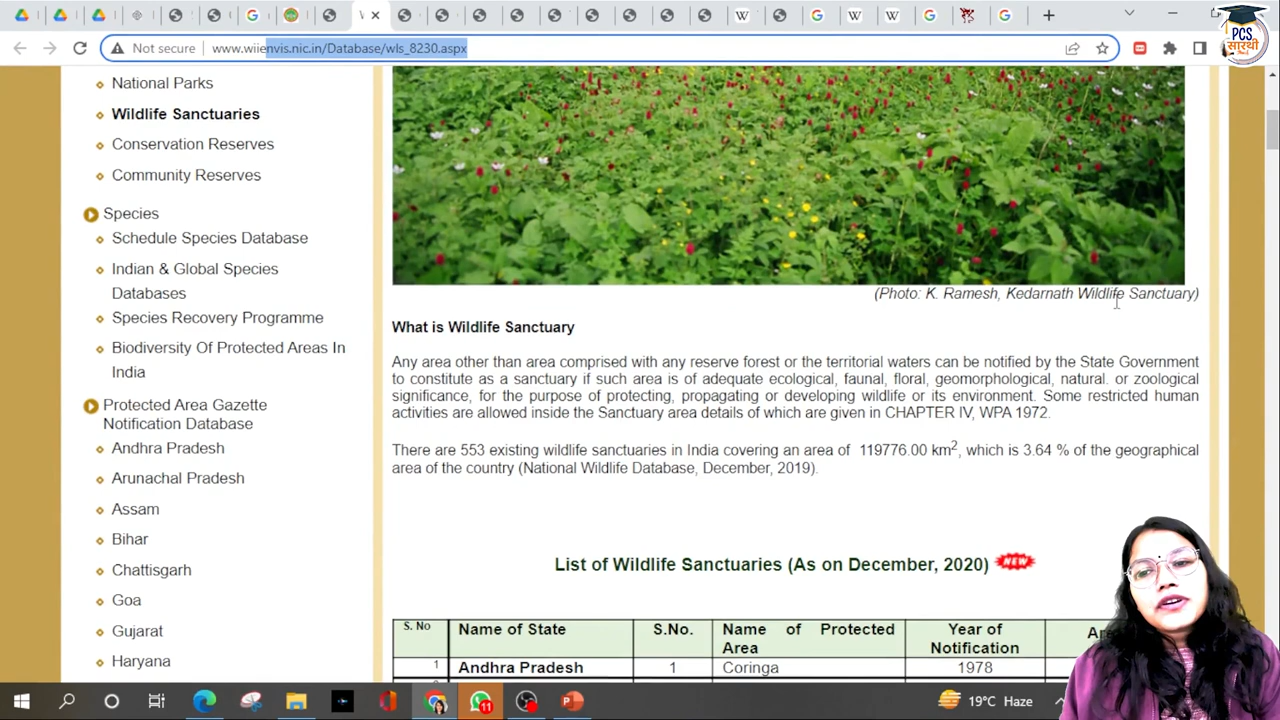 Not secure
www.wiienvis.nic.in/Database/wls_8230.aspx
PCS
सारथी
National Parks
Wildlife Sanctuaries
Conservation Reserves
Community Reserves
Species
Schedule Species Database
Indian & Global Species
Databases
Species Recovery Programme
Biodiversity Of Protected Areas In
India
Protected Area Gazette
Notification Database
Andhra Pradesh
Arunachal Pradesh
Assam
Bihar
Chattisgarh
Goa
Gujarat
Haryana
(Photo: K. Ramesh, Kedarnath Wildlife Sanctuary)
What is Wildlife Sanctuary
Any area other than area comprised with any reserve forest or the territorial waters can be notified by the State Government
to constitute as a sanctuary if such area is of adequate ecological, faunal, floral, geomorphological, natural. or zoological
significance, for the purpose of protecting, propagating or developing wildlife or its environment. Some restricted human
activities are allowed inside the Sanctuary area details of which are given in CHAPTER IV, WPA 1972.
There are 553 existing wildlife sanctuaries in India covering an area of 119776.00 km2, which is 3.64 % of the geographical
area of the country (National Wildlife Database, December, 2019).
List of Wildlife Sanctuaries (As on December, 2020) NEW
S. No Name of State S.No. Name of Protected Area Year of Notification
1 Andhra Pradesh 1 Coringa 1978
11
19°C Haze